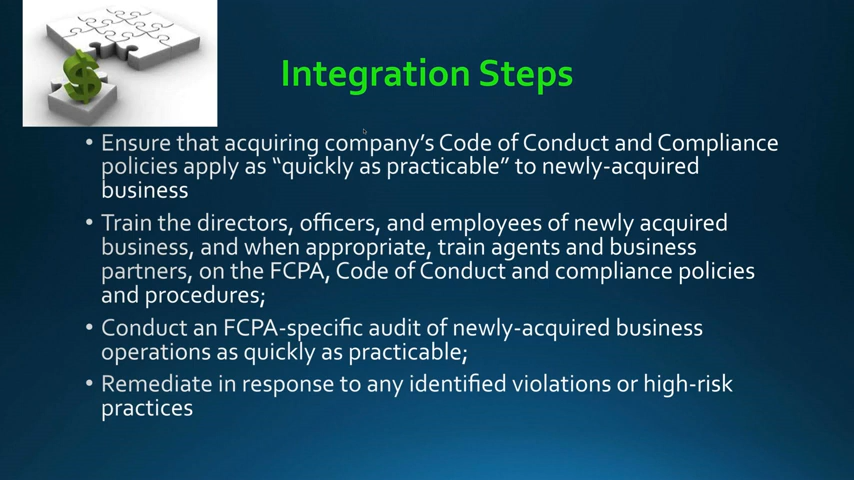 Integration Steps
• Ensure that acquiring company’s Code of Conduct and Compliance
policies apply as “quickly as practicable” to newly-acquired
business
• Train the directors, officers, and employees of newly acquired
business, and when appropriate, train agents and business
partners, on the FCPA, Code of Conduct and compliance policies
and procedures;
• Conduct an FCPA-specific audit of newly-acquired business
operations as quickly as practicable;
• Remediate in response to any identified violations or high-risk
practices